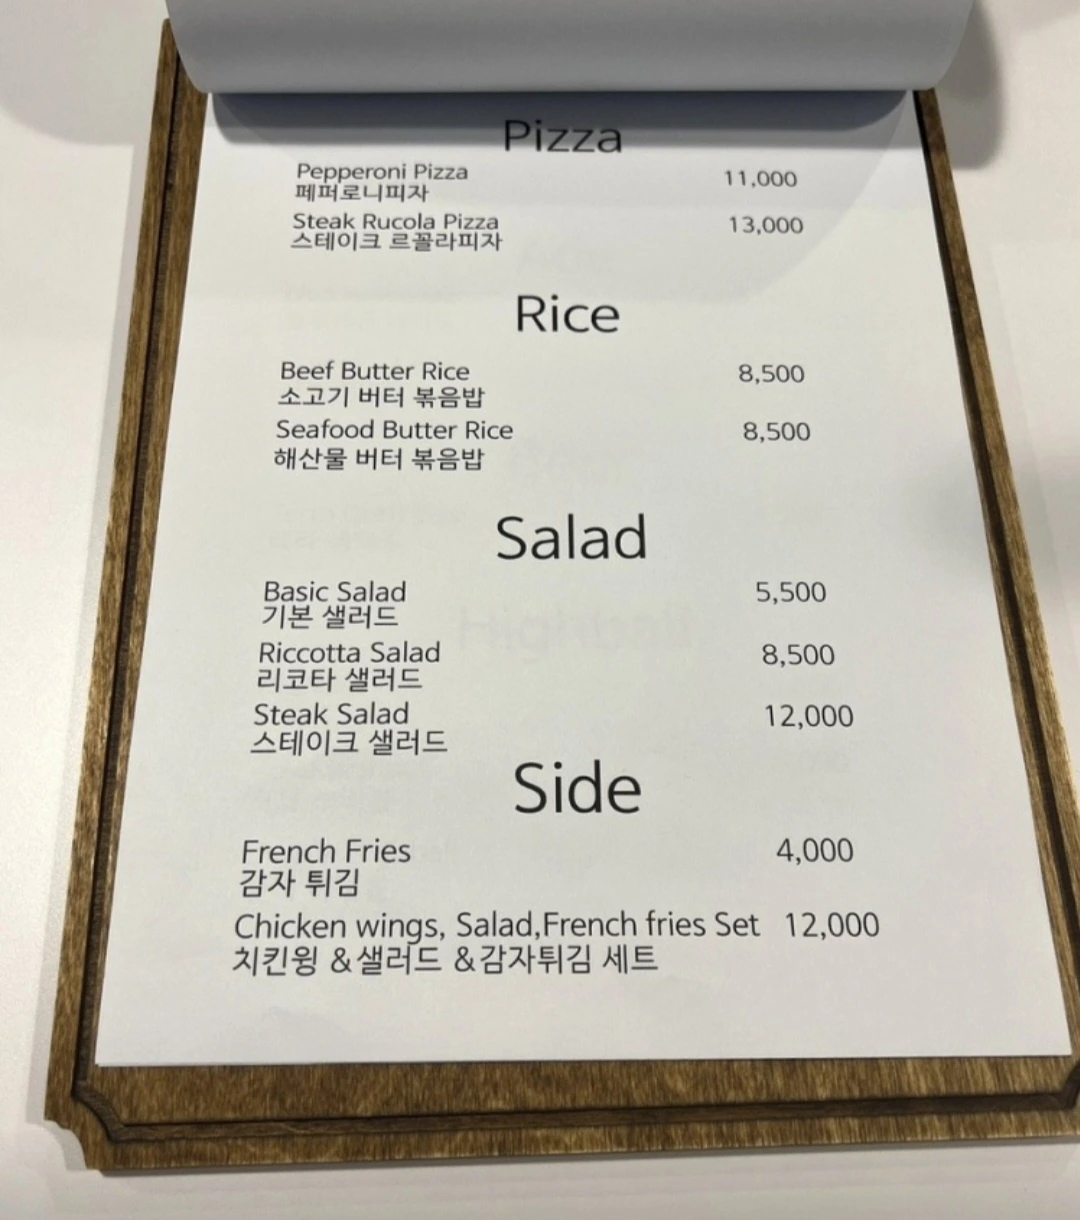 Pizza
Pepperoni Pizza 11,000
페퍼로니피자
Steak Rucola Pizza 13,000
스테이크 르꼴라피자
Rice
Beef Butter Rice 8,500
소고기 버터 볶음밥
Seafood Butter Rice 8,500
해산물 버터 볶음밥
Salad
Basic Salad 5,500
기본 샐러드
Riccotta Salad 8,500
리코타 샐러드
Steak Salad 12,000
스테이크 샐러드
Side
French Fries 4,000
감자 튀김
Chicken wings, Salad,French fries Set 12,000
치킨윙 &샐러드 &감자튀김 세트